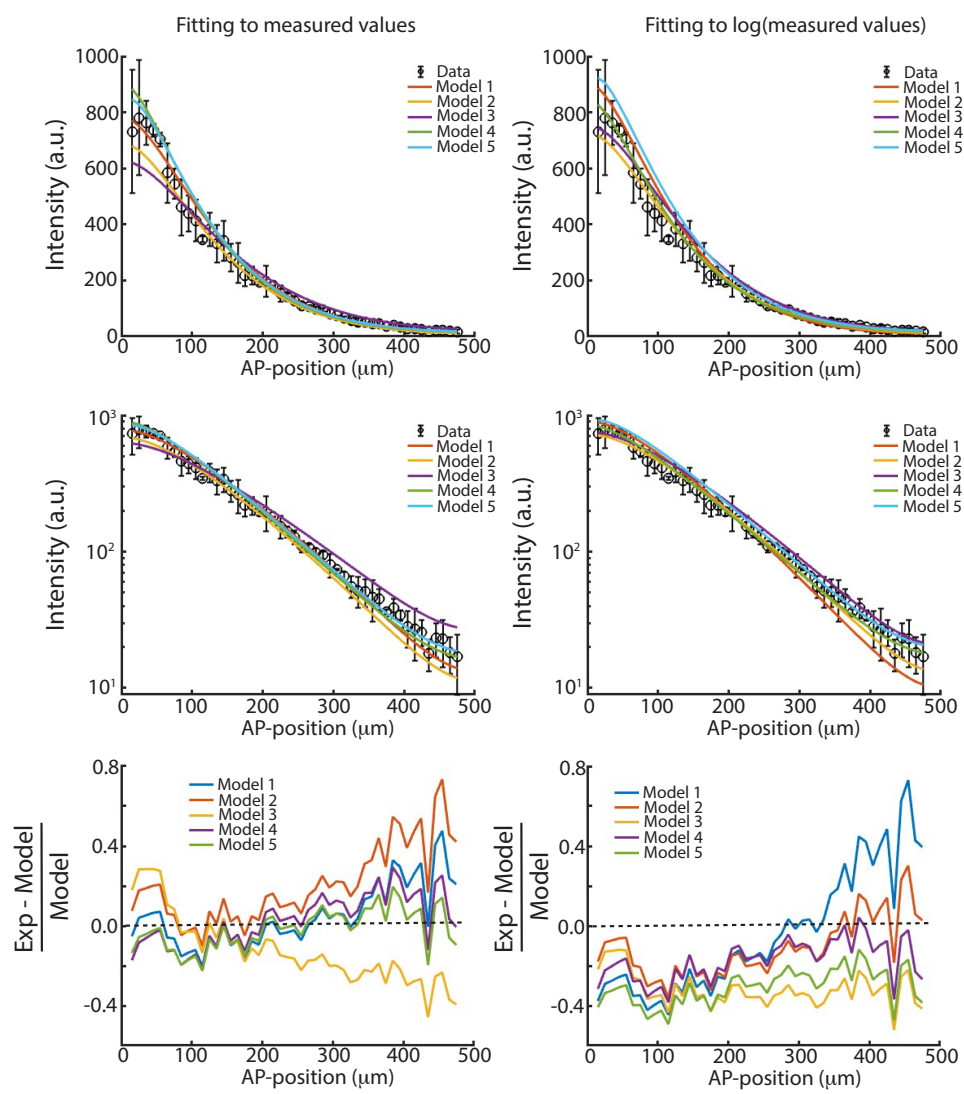 Fitting to measured values
Fitting to log(measured values)
1000
800
600
400
200
0
Intensity (a.u.)
0 100 200 300 400 500
AP-position (μm)
Data
Model 1
Model 2
Model 3
Model 4
Model 5
1000
800
600
400
200
0
Intensity (a.u.)
0 100 200 300 400 500
AP-position (μm)
Data
Model 1
Model 2
Model 3
Model 4
Model 5
10³
10²
10¹
Intensity (a.u.)
0 100 200 300 400 500
AP-position (μm)
Data
Model 1
Model 2
Model 3
Model 4
Model 5
10³
10²
10¹
Intensity (a.u.)
0 100 200 300 400 500
AP-position (μm)
Data
Model 1
Model 2
Model 3
Model 4
Model 5
0.8
0.4
0.0
-0.4
Exp - Model
Model
0 100 200 300 400 500
AP-position (μm)
Model 1
Model 2
Model 3
Model 4
Model 5
0.8
0.4
0.0
-0.4
Exp - Model
Model
0 100 200 300 400 500
AP-position (μm)
Model 1
Model 2
Model 3
Model 4
Model 5